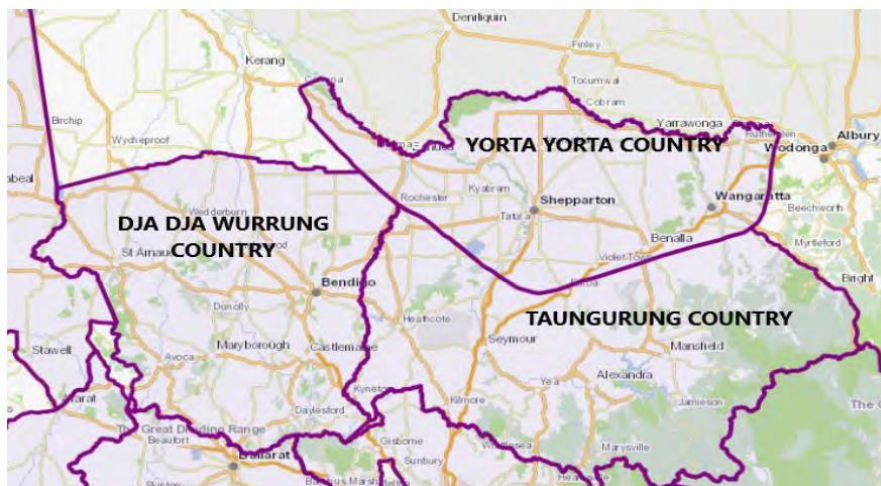 Deniliquin
Finley
Kerang
Tocumwal
Cobram
Birchip
Yarrawonga
Albury
Wycheproof
YORTA YORTA COUNTRY
Wodonga
Rochester
Kyabram
Wangaratta
Shepparton
Beechworth
DJA DJA WURRUNG
COUNTRY
Wedderburn
Tatura
Benalla
Myrtleford
St Arnaud
Violet Town
Bright
Bendigo
Dunolly
Heathcote
TAUNGURUNG COUNTRY
Stawell
Maryborough
Castlemaine
Seymour
Mansfield
Avoca
Yea
Alexandra
Kyneton
Ararat
Daylesford
Kilmore
Jamieson
The Great Dividing Range
Beaufort
Gisborne
Marysville
Ballarat
Sunbury